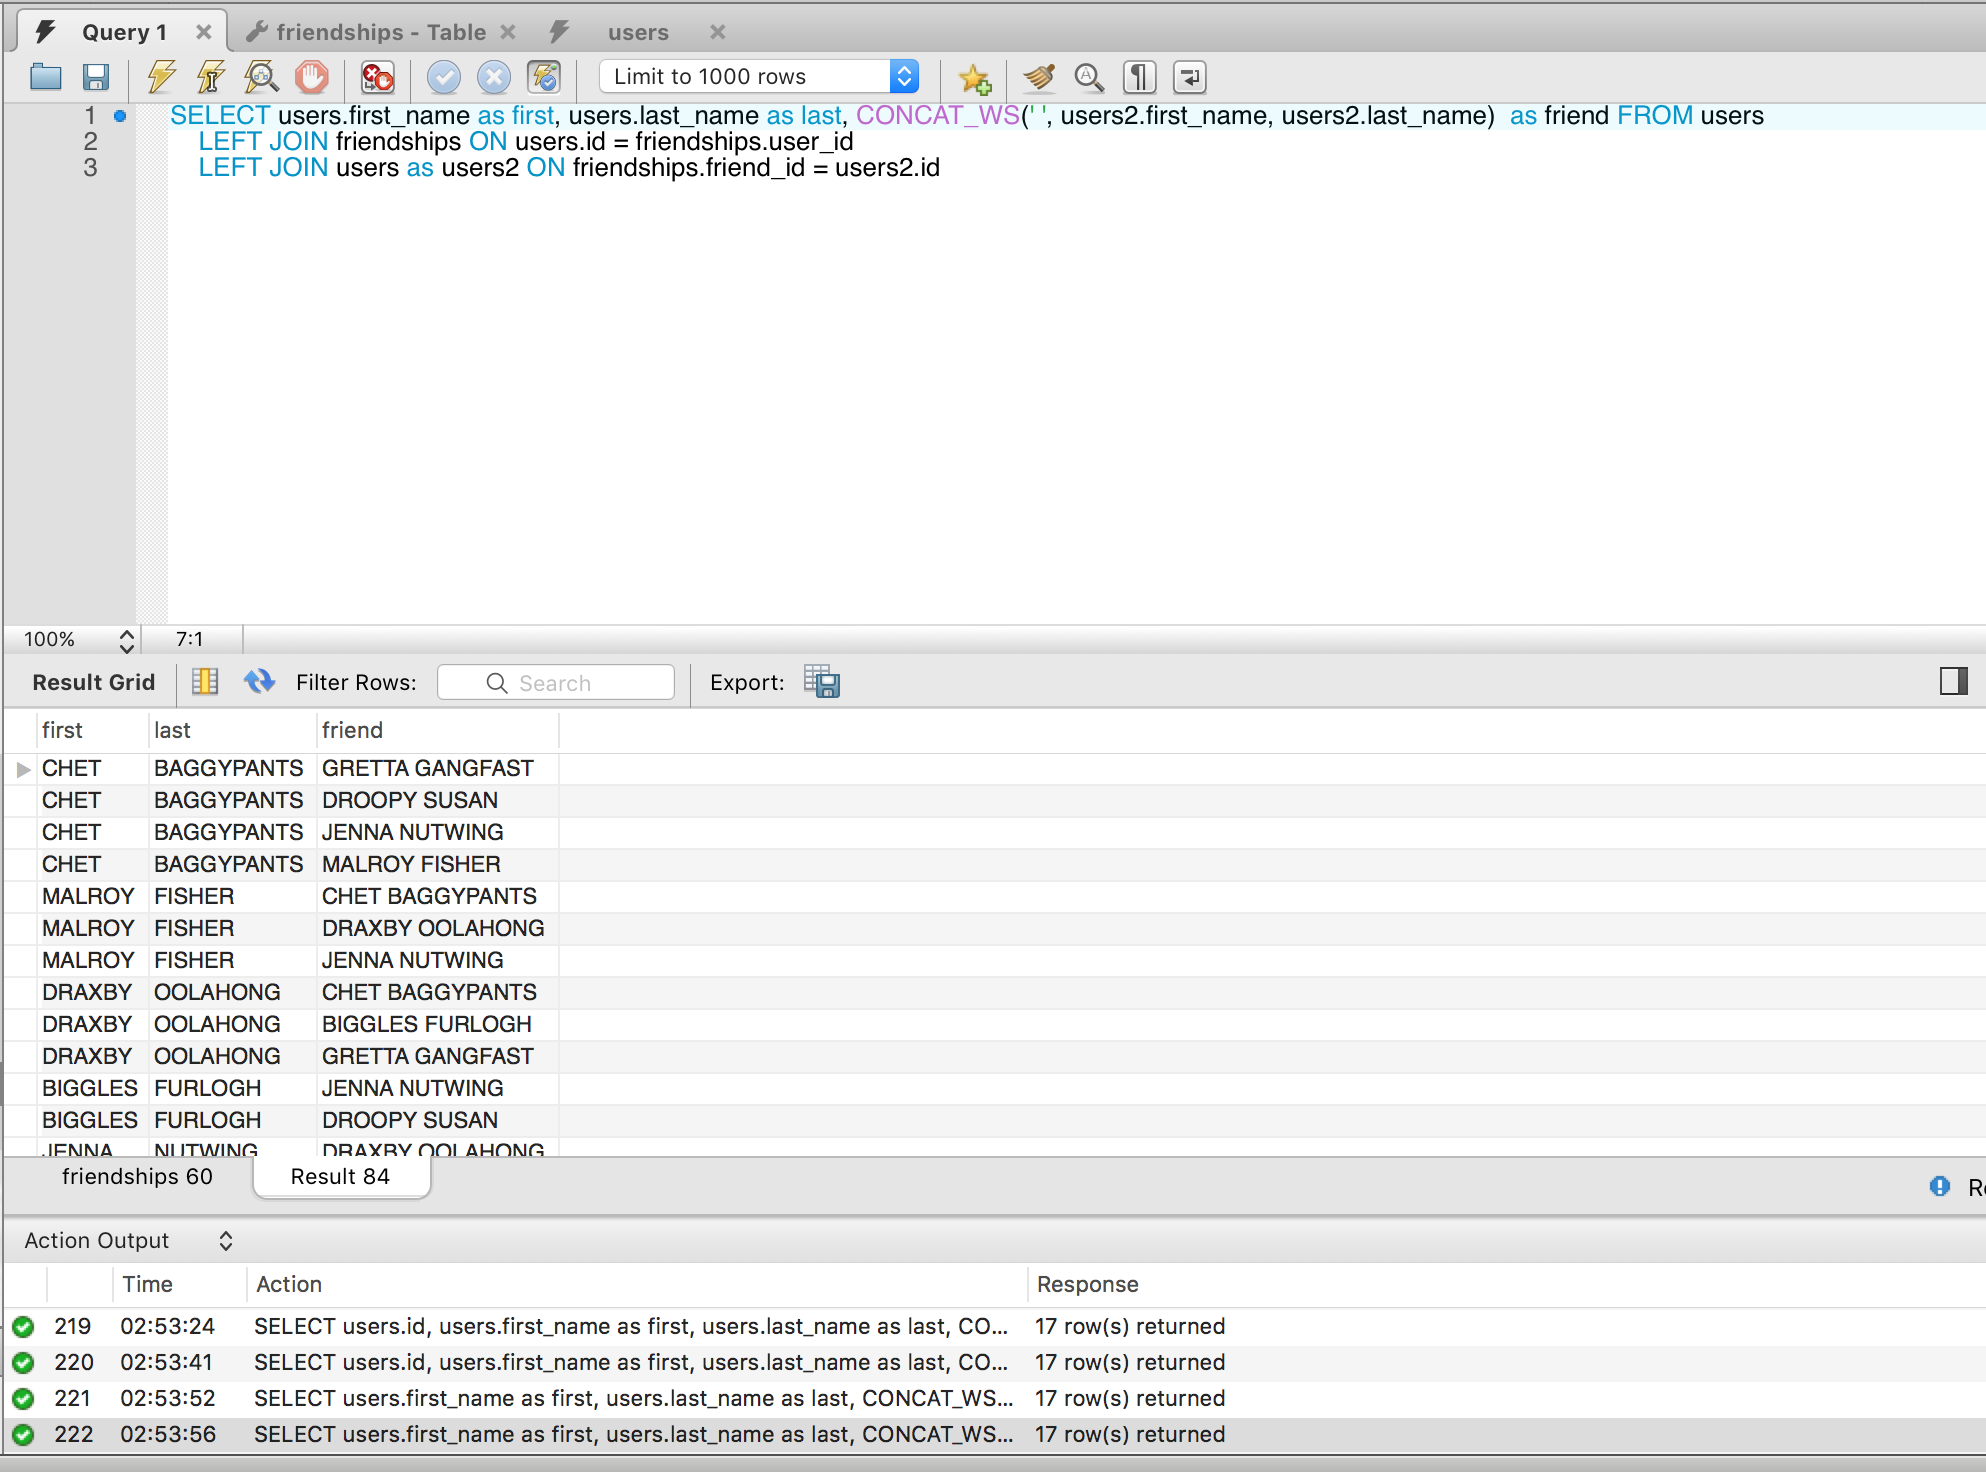 Query 1 friendships - Table users
Limit to 1000 rows
1 SELECT users.first_name as first, users.last_name as last, CONCAT_WS(' ', users2.first_name, users2.last_name)  as friend FROM users
2 LEFT JOIN friendships ON users.id = friendships.user_id
3 LEFT JOIN users as users2 ON friendships.friend_id = users2.id
100% 7:1
Result Grid Filter Rows: Search Export:
first last friend
CHET BAGGYPANTS GRETTA GANGFAST
CHET BAGGYPANTS DROOPY SUSAN
CHET BAGGYPANTS JENNA NUTWING
CHET BAGGYPANTS MALROY FISHER
MALROY FISHER CHET BAGGYPANTS
MALROY FISHER DRAXBY OOLAHONG
MALROY FISHER JENNA NUTWING
DRAXBY OOLAHONG CHET BAGGYPANTS
DRAXBY OOLAHONG BIGGLES FURLOGH
DRAXBY OOLAHONG GRETTA GANGFAST
BIGGLES FURLOGH JENNA NUTWING
BIGGLES FURLOGH DROOPY SUSAN
JENNA NUTWING DRAXBY OOLAHONG
friendships 60 Result 84
Action Output
Time Action Response
219 02:53:24 SELECT users.id, users.first_name as first, users.last_name as last, CO... 17 row(s) returned
220 02:53:41 SELECT users.id, users.first_name as first, users.last_name as last, CO... 17 row(s) returned
221 02:53:52 SELECT users.first_name as first, users.last_name as last, CONCAT_WS... 17 row(s) returned
222 02:53:56 SELECT users.first_name as first, users.last_name as last, CONCAT_WS... 17 row(s) returned